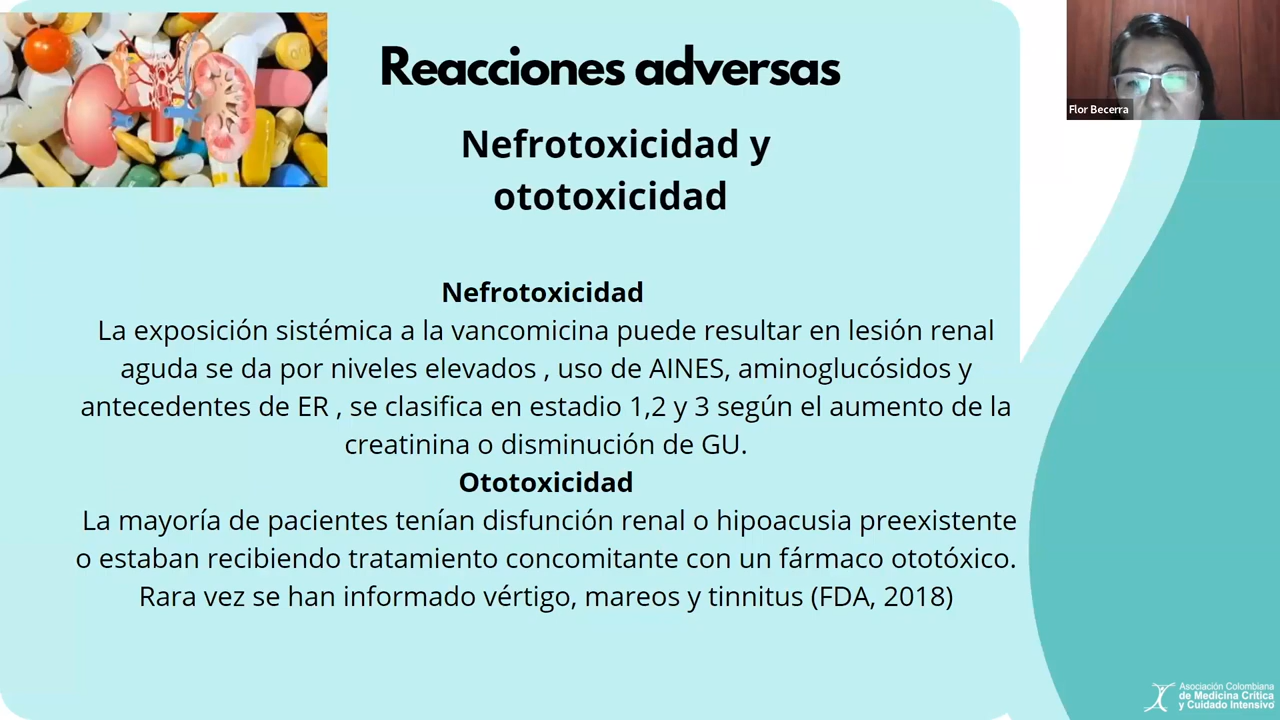 Reacciones adversas
Flor Becerra
Nefrotoxicidad y
ototoxicidad
Nefrotoxicidad
La exposición sistémica a la vancomicina puede resultar en lesión renal
aguda se da por niveles elevados , uso de AINES, aminoglucósidos y
antecedentes de ER , se clasifica en estadio 1,2 y 3 según el aumento de la
creatinina o disminución de GU.
Ototoxicidad
La mayoría de pacientes tenían disfunción renal o hipoacusia preexistente
o estaban recibiendo tratamiento concomitante con un fármaco ototóxico.
Rara vez se han informado vértigo, mareos y tinnitus (FDA, 2018)
Asociación Colombiana
de Medicina Crítica
y Cuidado Intensivo